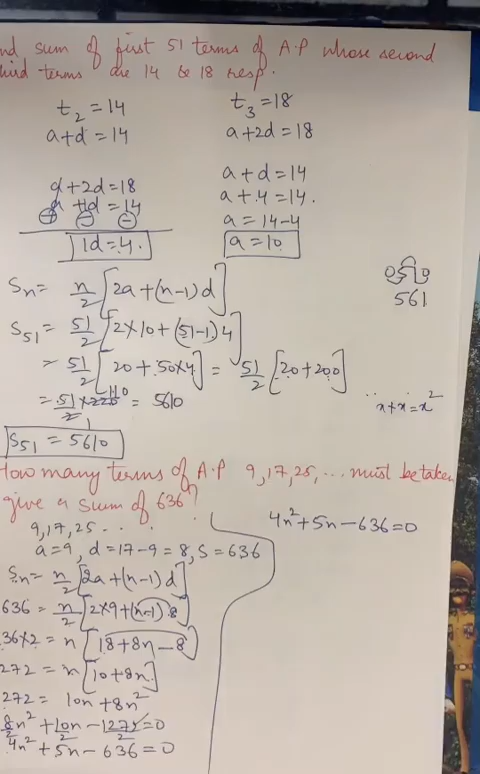 nd sum of first 51 terms of A.P whose second
hird terms are 14 & 18 resp.
t₂ = 14
a+d = 14
t₃ = 18
a+2d = 18
a+2d = 18
a+1d = 14
1d = 4.
a+d = 14
a+4 = 14.
a = 14-4
a = 10
Sn = n/2 [2a+(n-1)d]
S51 = 51/2 [2×10+(51-1)4]
= 51/2 [20+50×4] = 51/2 [20+200]
= 51/2 × 220 110 = 5610
S51 = 5610
561
x+x=x²
How many terms of A.P 9,17,25,... must be taken
give a sum of 636?
9,17,25...
a=9, d=17-9=8, S=636
Sn = n/2 [2a+(n-1)d]
636 = n/2 [2×9+(n-1)8]
36×2 = n [18+8n-8]
272 = n [10+8n]
272 = 10n+8n²
8n²/2 + 10n/2 - 1272/2 = 0
4n²+5n-636=0
4n²+5n-636=0